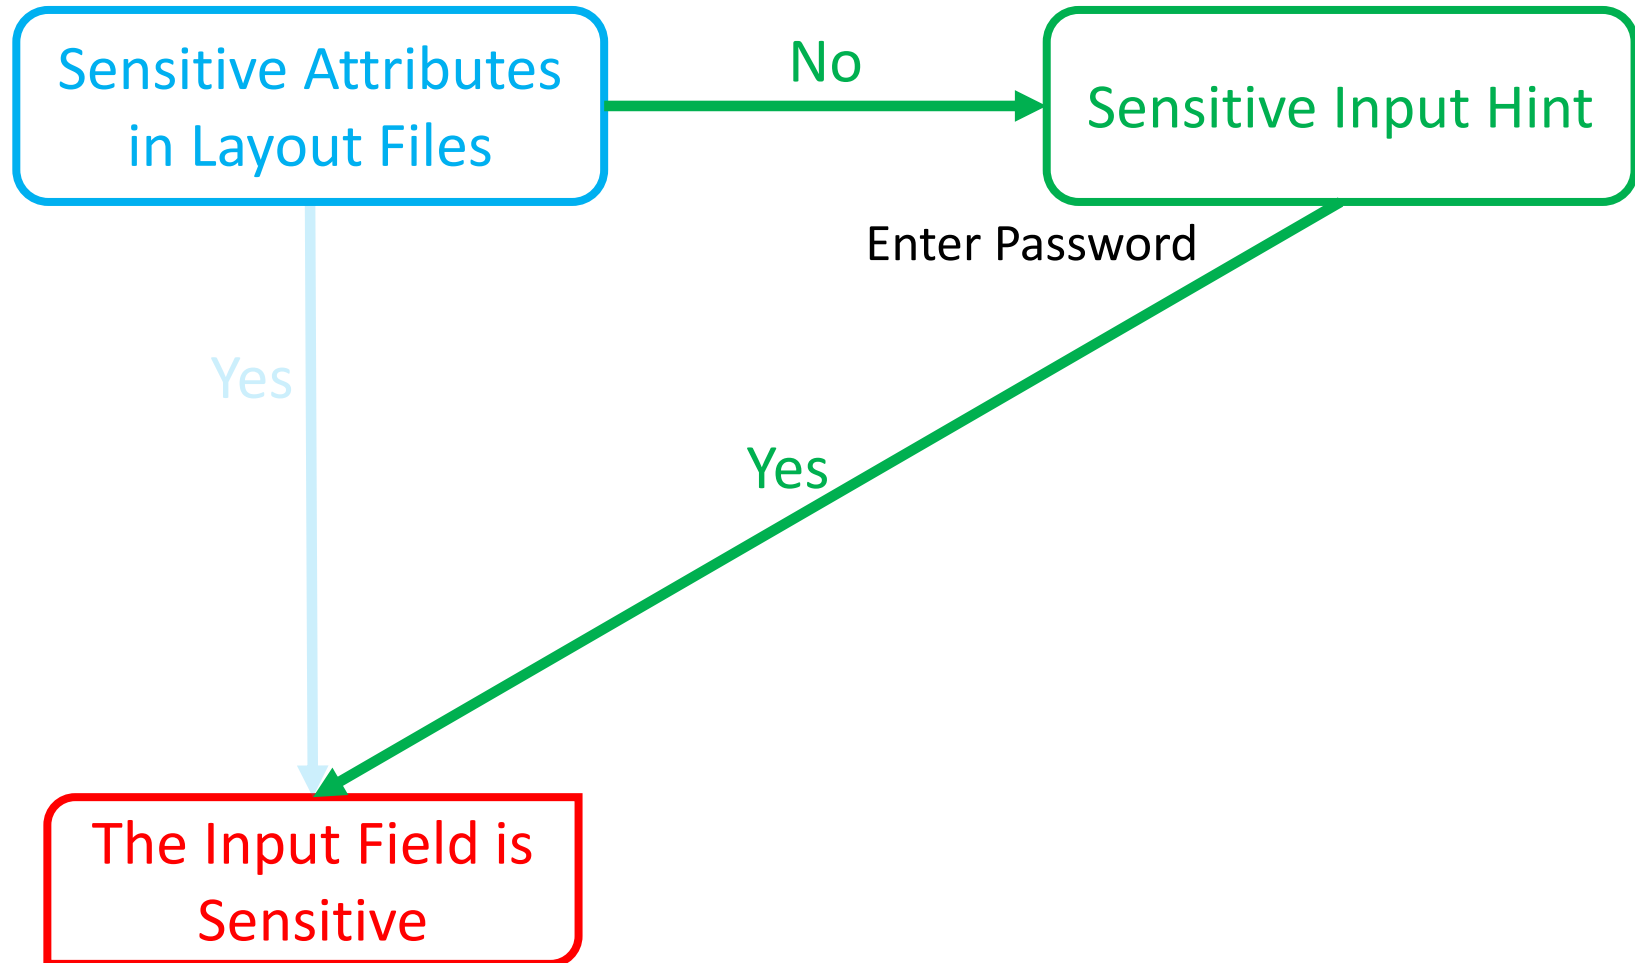 Sensitive Attributes
in Layout Files
No
Sensitive Input Hint
Enter Password
Yes
Yes
The Input Field is
Sensitive